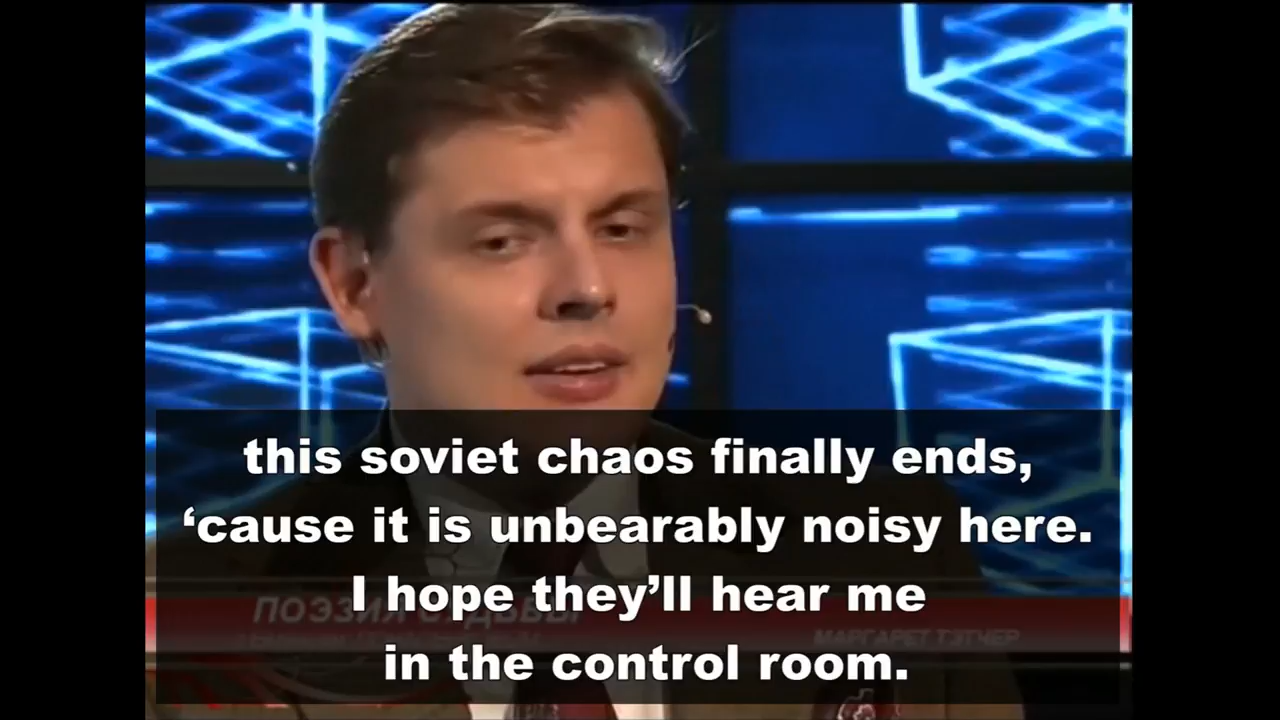 this soviet chaos finally ends,
‘cause it is unbearably noisy here.
I hope they’ll hear me
ПОЭЗИЯ СУДЬБЫ
МАРГАРЕТ ТЭТЧЕР
in the control room.